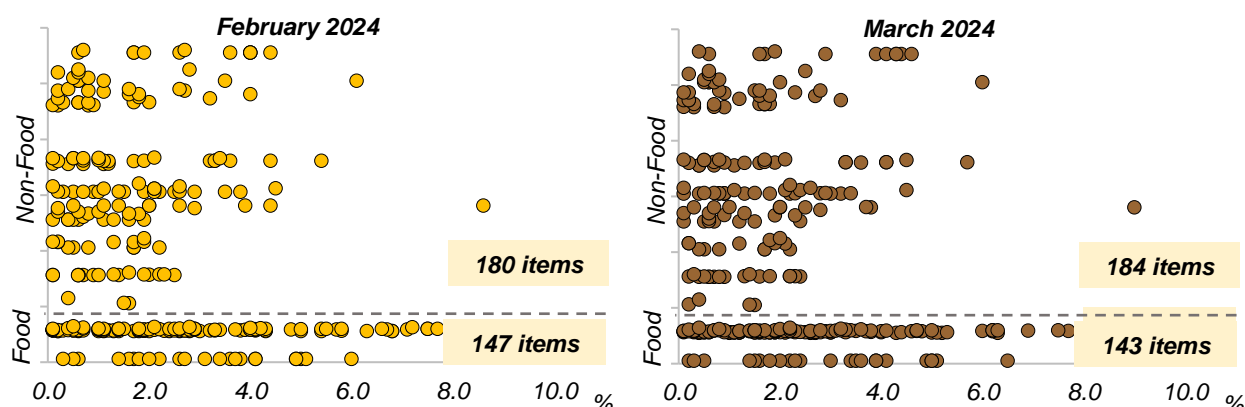 February 2024
Non-Food
Food
180 items
147 items
0.0 2.0 4.0 6.0 8.0 10.0
%
March 2024
Non-Food
Food
184 items
143 items
0.0 2.0 4.0 6.0 8.0 10.0
%